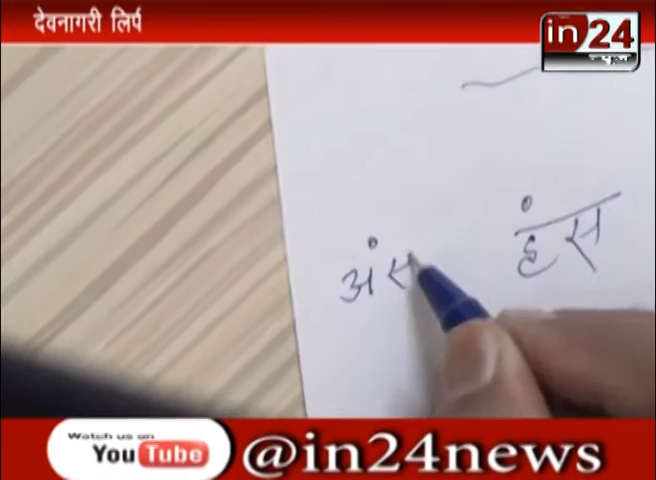 देवनागरी लिपि
in24
न्यूज़
हंस
अंस
Watch us on
YouTube
@in24news